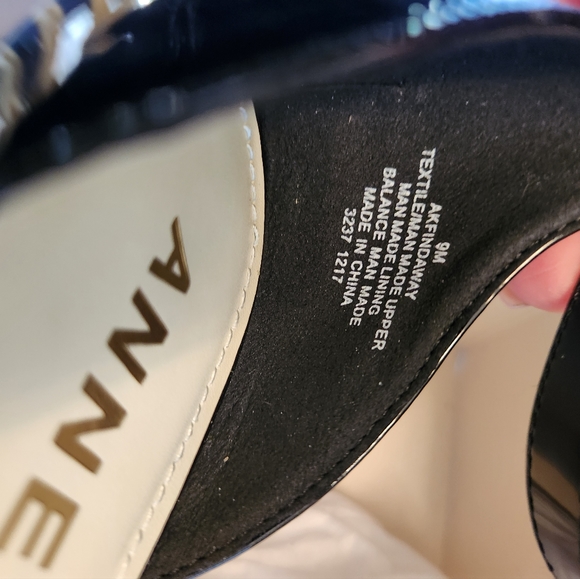 9M
AKFINDAWAY
TEXTILE/MAN MADE UPPER
MAN MADE LINING
BALANCE MAN MADE
MADE IN CHINA
3237 1217
ANNE